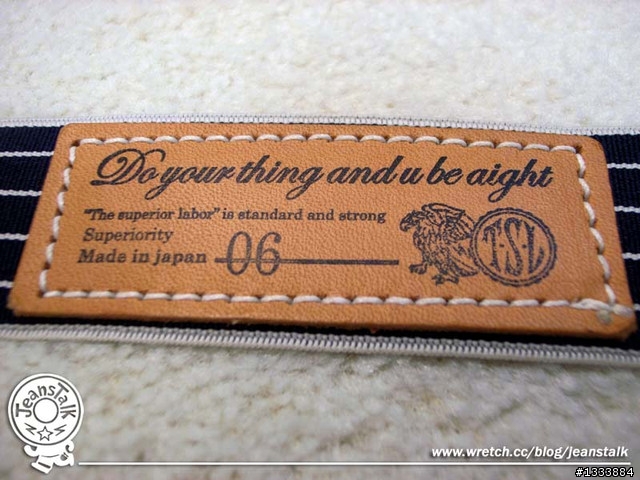 Do your thing and u be aight
"The superior labor" is standard and strong
Superiority
Made in japan 06
T·S·L
JeansTalk
www.wretch.cc/blog/jeanstalk
#1333884